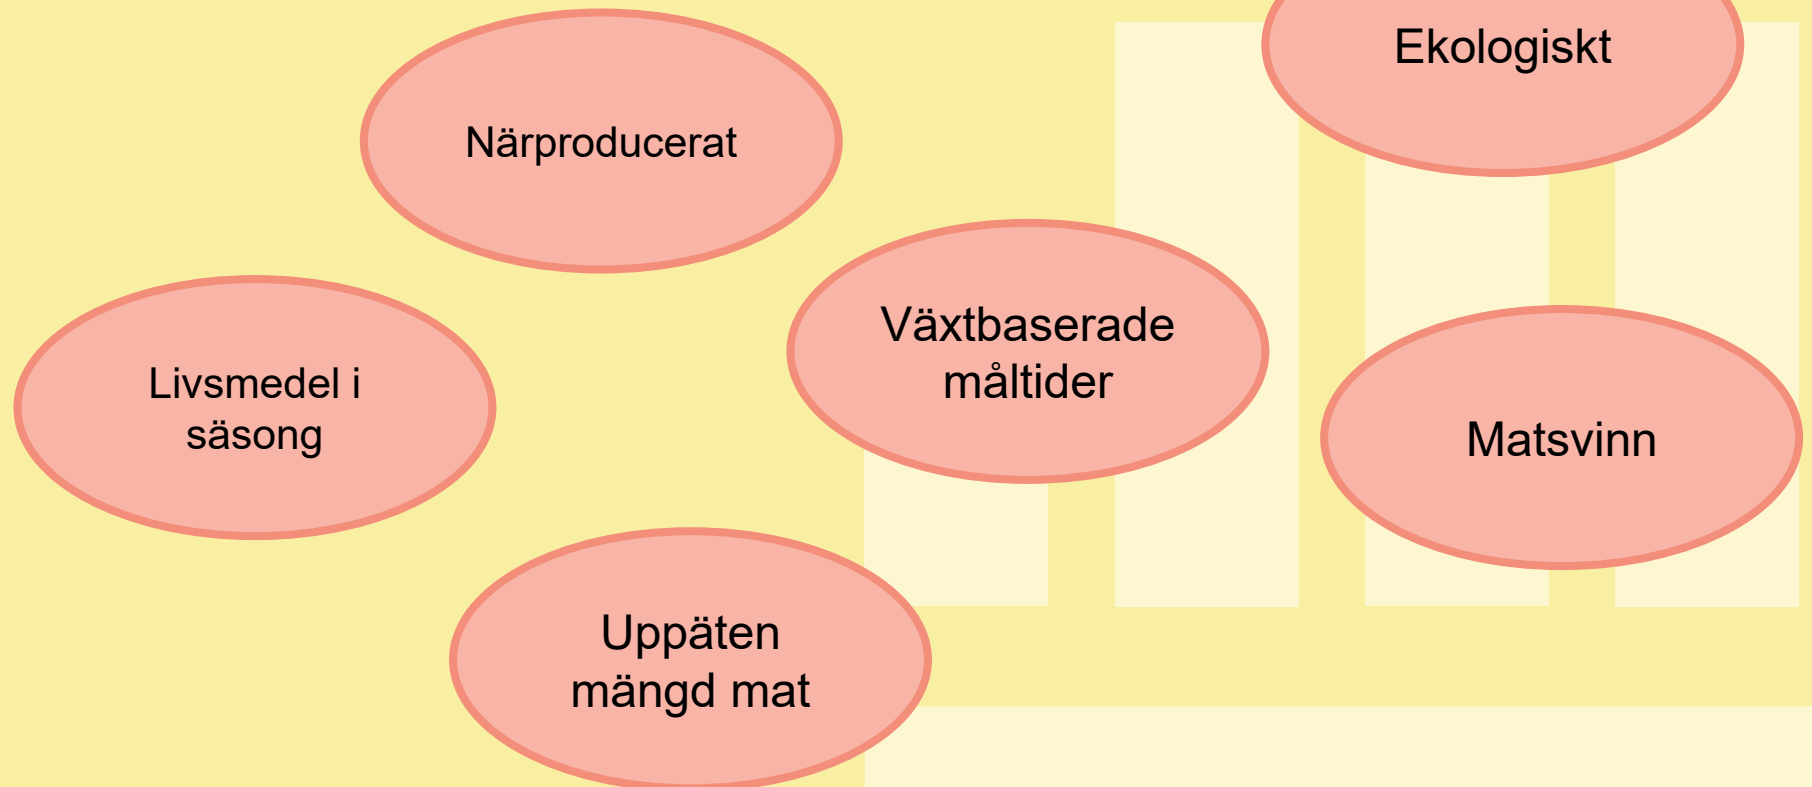 Ekologiskt
Närproducerat
Växtbaserade
måltider
Livsmedel i
säsong
Matsvinn
Uppäten
mängd mat